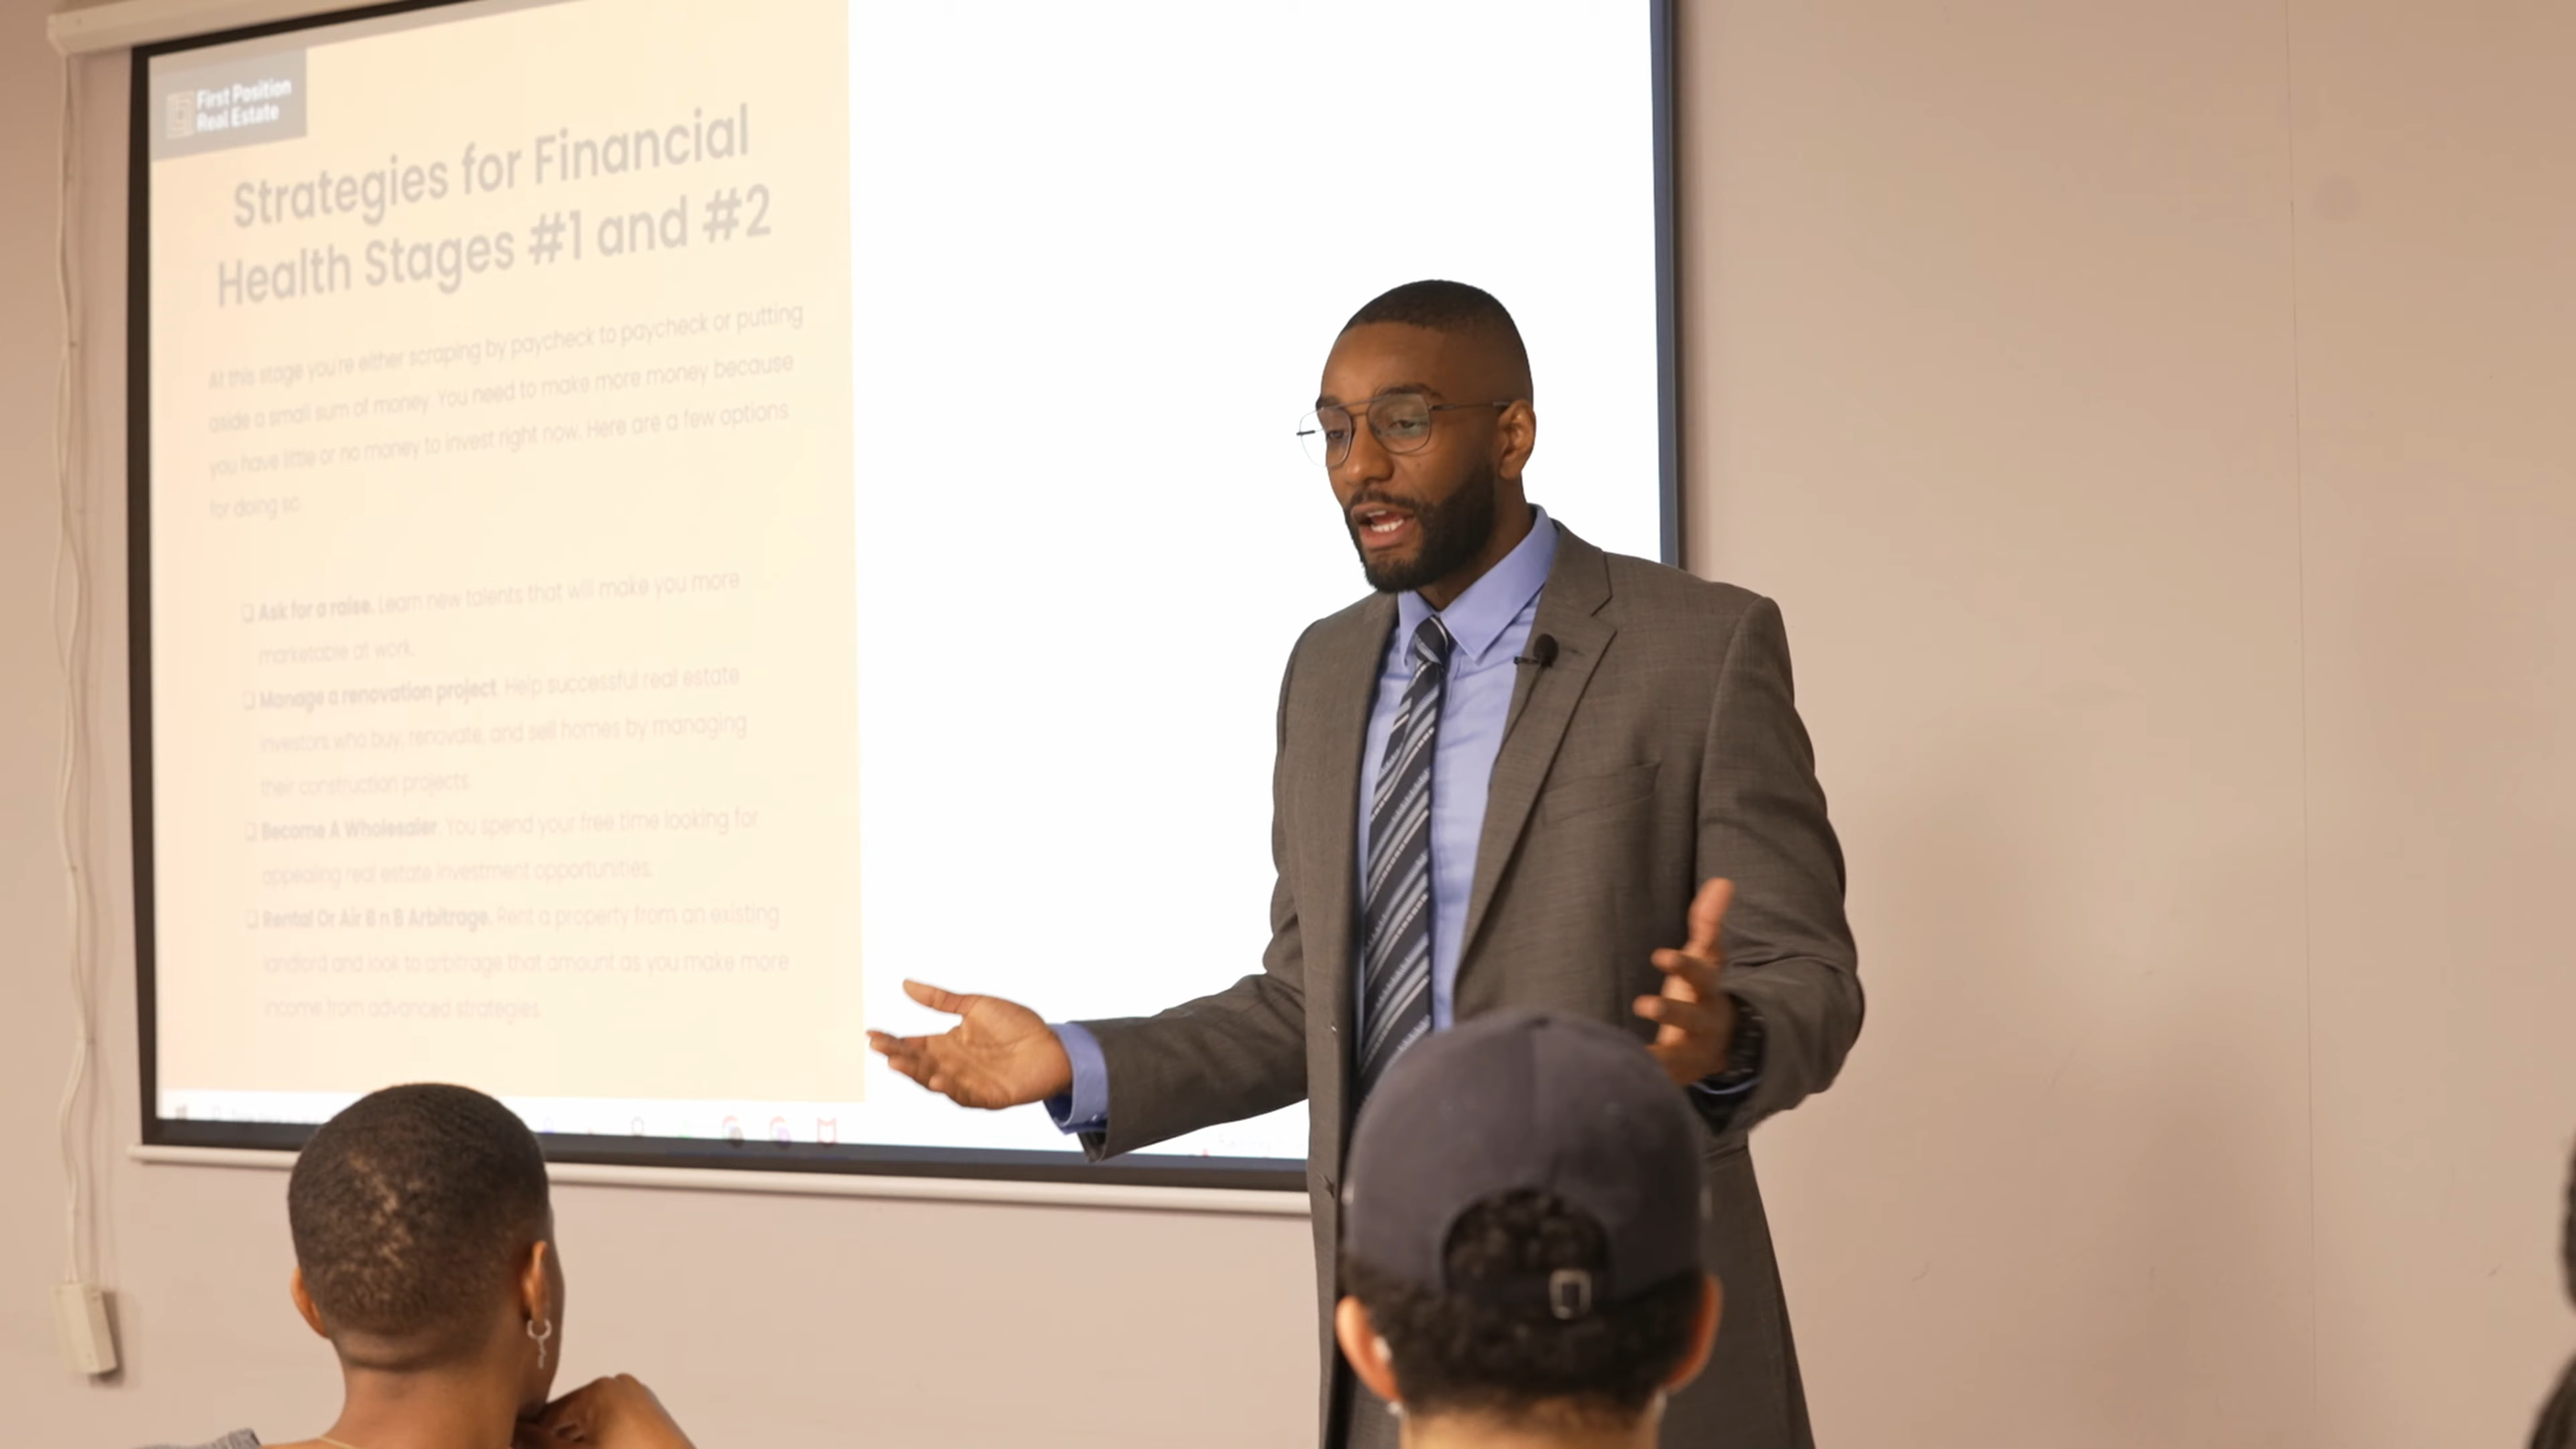 First Position
Real Estate
Strategies for Financial
Health Stages #1 and #2
At this stage you're either scraping by paycheck to paycheck or putting
aside a small sum of money. You need to make more money because
you have little or no money to invest right now. Here are a few options
for doing so
❑ Ask for a raise. Learn new talents that will make you more
marketable at work.
❑ Manage a renovation project. Help successful real estate
investors who buy, renovate, and sell homes by managing
their construction projects.
❑ Become A Wholesaler. You spend your free time looking for
appealing real estate investment opportunities.
❑ Rental Or Air B n B Arbitrage. Rent a property from an existing
landlord and look to arbitrage that amount as you make more
income from advanced strategies.